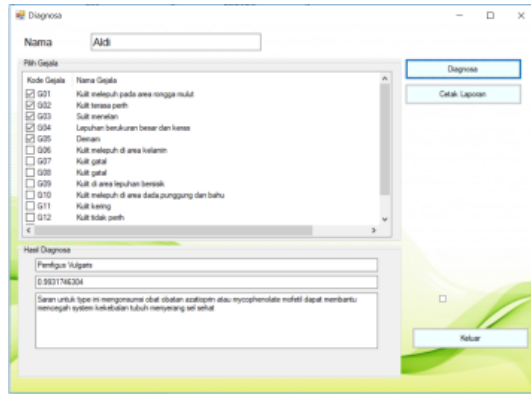 Diagnosa
Nama
Aldi
Pilih Gejala
Kode Gejala Nama Gejala
G01 Kulit melepuh pada area rongga mulut
G02 Kulit terasa perih
G03 Sulit menelan
G04 Lepuhan berukuran besar dan keras
G05 Demam
G06 Kulit melepuh di area kelamin
G07 Kulit gatal
G08 Kulit gatal
G09 Kulit di area lepuhan bersisik
G10 Kulit melepuh di area dada,punggung dan bahu
G11 Kulit kering
G12 Kulit tidak perih
Diagnosa
Cetak Laporan
Hasil Diagnosa
Pemfigus Vulgaris
0.9931746304
Saran untuk type ini mengonsumsi obat obatan azatioprin atau mycophenolate mofetil dapat membantu
mencegah system kekebalan tubuh menyerang sel sehat
Keluar